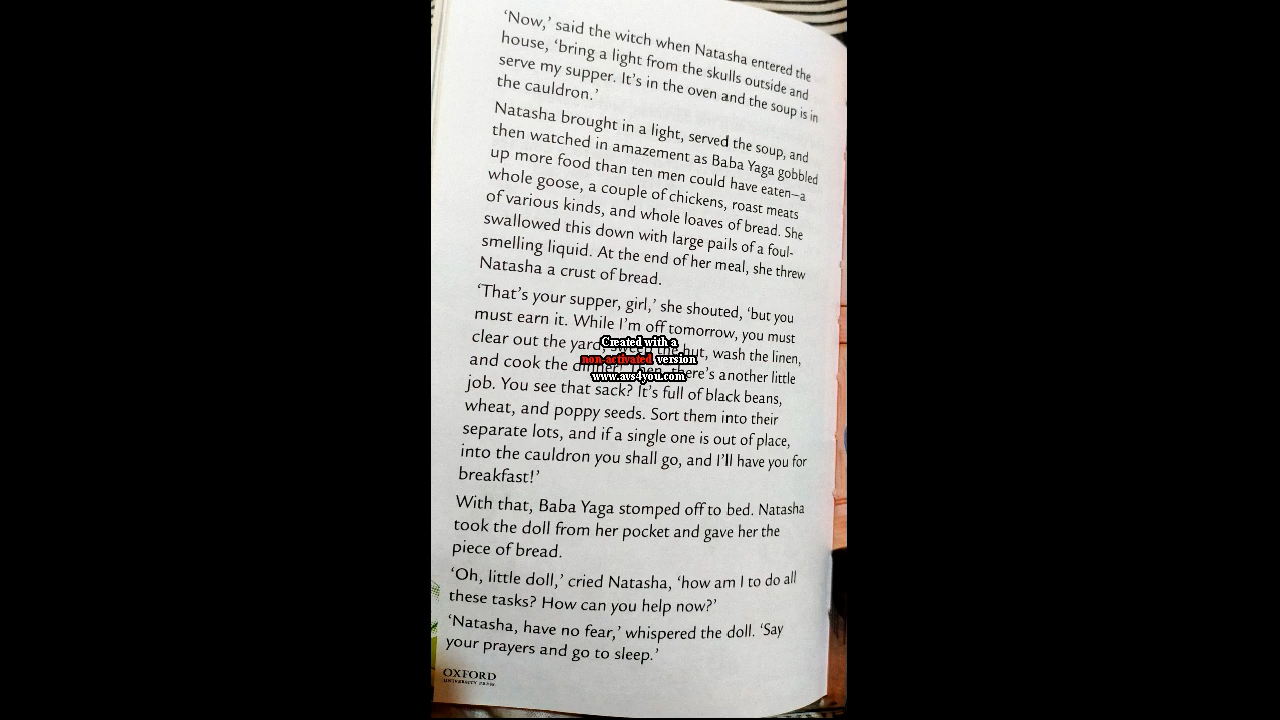 ‘Now,’ said the witch when Natasha entered the
house, ‘bring a light from the skulls outside and
serve my supper. It’s in the oven and the soup is in
the cauldron.’
Natasha brought in a light, served the soup, and
then watched in amazement as Baba Yaga gobbled
up more food than ten men could have eaten—a
whole goose, a couple of chickens, roast meats
of various kinds, and whole loaves of bread. She
swallowed this down with large pails of a foul-
smelling liquid. At the end of her meal, she threw
Natasha a crust of bread.
‘That’s your supper, girl,’ she shouted, ‘but you
must earn it. While I’m off tomorrow, you must
clear out the yard, sweep the hut, wash the linen,
and cook the dinner! Then, there’s another little
job. You see that sack? It’s full of black beans,
wheat, and poppy seeds. Sort them into their
separate lots, and if a single one is out of place,
into the cauldron you shall go, and I’ll have you for
breakfast!’
With that, Baba Yaga stomped off to bed. Natasha
took the doll from her pocket and gave her the
piece of bread.
‘Oh, little doll,’ cried Natasha, ‘how am I to do all
these tasks? How can you help now?’
‘Natasha, have no fear,’ whispered the doll. ‘Say
your prayers and go to sleep.’
OXFORD
UNIVERSITY PRESS
Created with a
non-activated version
www.avs4you.com